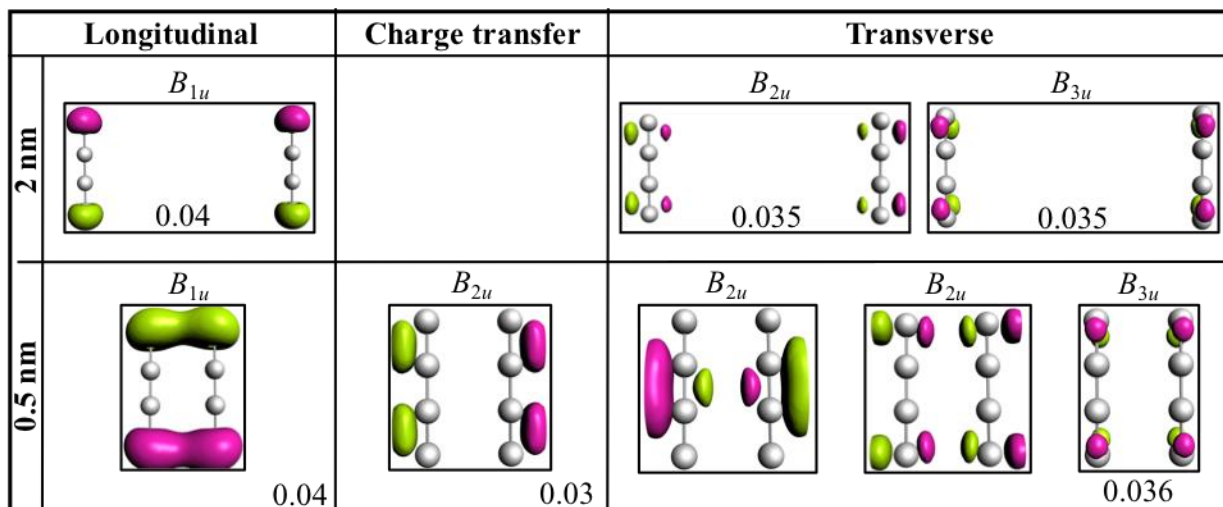 Longitudinal Charge transfer Transverse
2 nm
B1u B2u B3u
0.04 0.035 0.035
0.5 nm
B1u B2u B2u B2u B3u
0.04 0.03 0.036